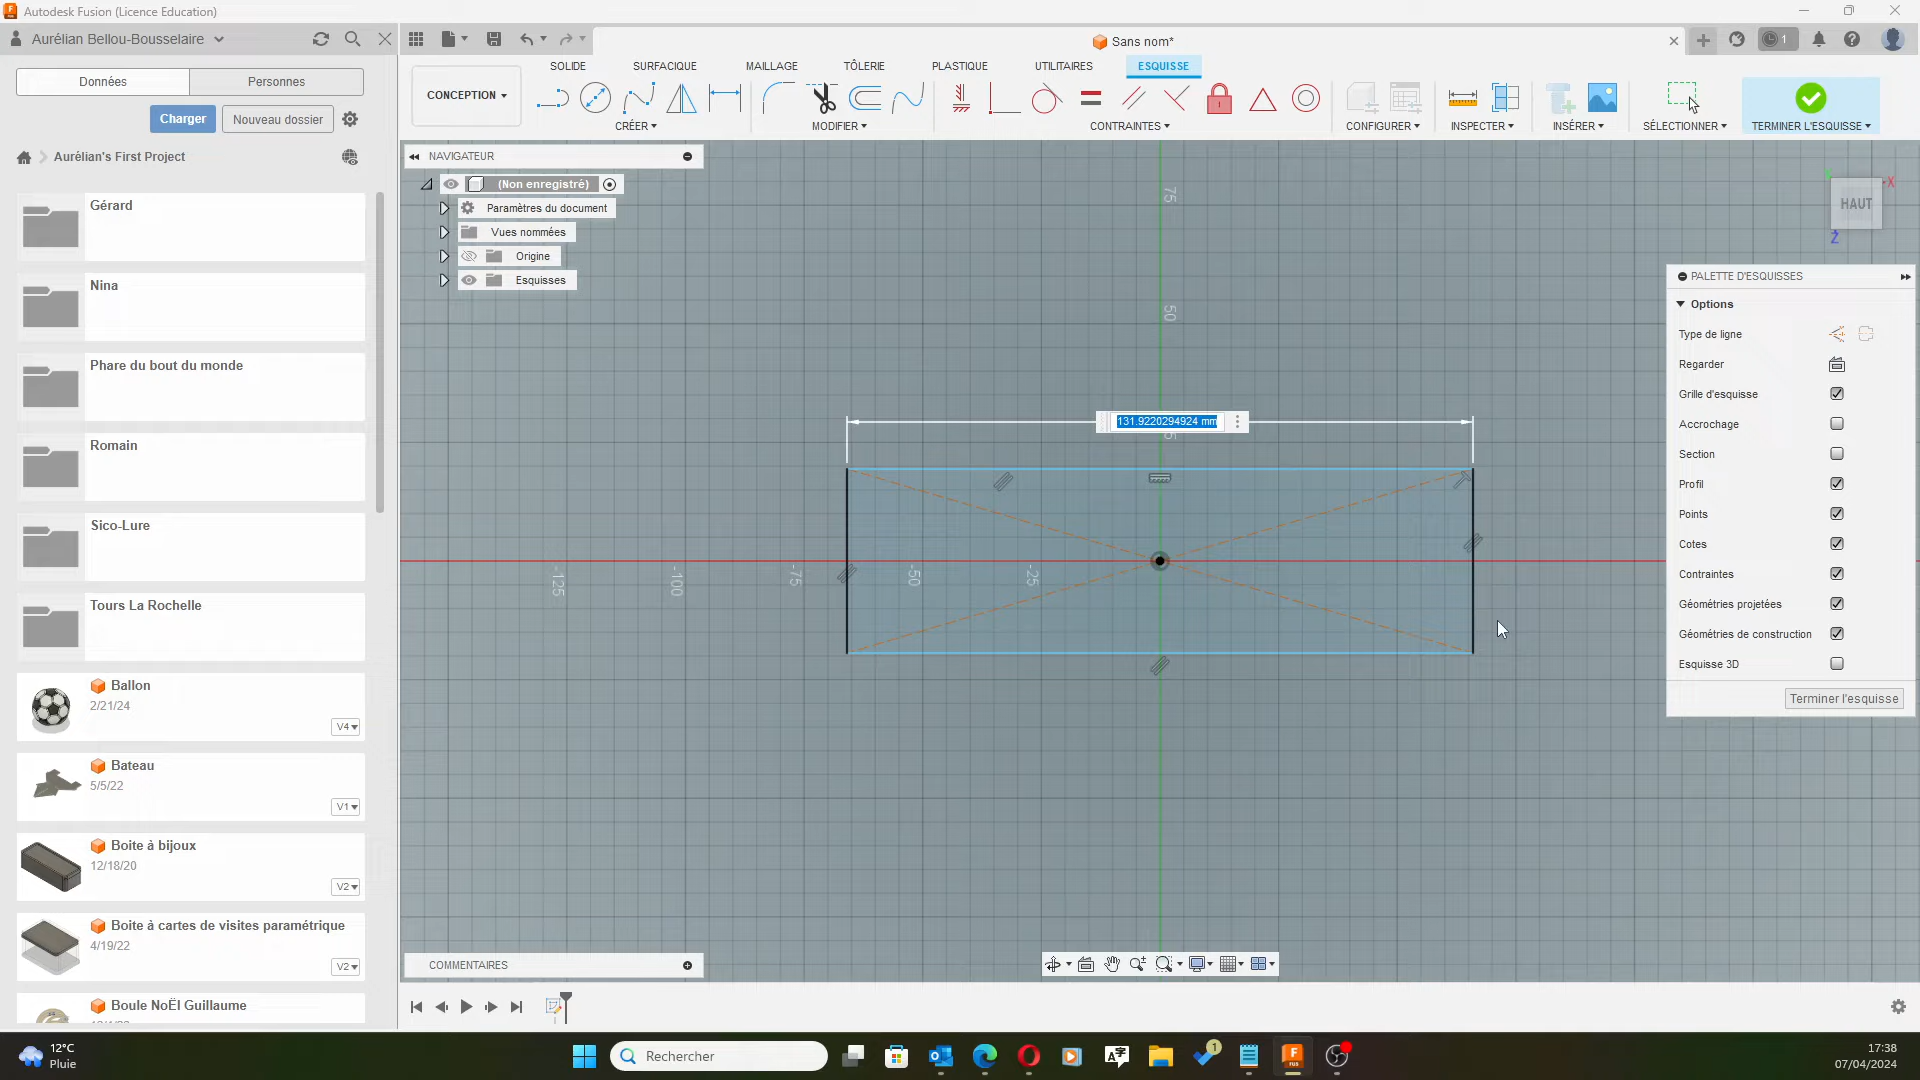 Autodesk Fusion (Licence Education)
Aurélian Bellou-Bousselaire
Sans nom*
1
Données
Personnes
Charger
Nouveau dossier
Aurélian's First Project
Gérard
Nina
Phare du bout du monde
Romain
Sico-Lure
Tours La Rochelle
Ballon
2/21/24
V4
Bateau
5/5/22
V1
Boite à bijoux
12/18/20
V2
Boite à cartes de visites paramétrique
4/19/22
V2
Boule NoËl Guillaume
CONCEPTION
SOLIDE
SURFACIQUE
MAILLAGE
TÔLERIE
PLASTIQUE
UTILITAIRES
ESQUISSE
CRÉER
MODIFIER
CONTRAINTES
CONFIGURER
INSPECTER
INSÉRER
SÉLECTIONNER
TERMINER L'ESQUISSE
NAVIGATEUR
(Non enregistré)
Paramètres du document
Vues nommées
Origine
Esquisses
75
50
131.9220294924 mm
-125
-100
-75
-50
-25
X
HAUT
Z
PALETTE D'ESQUISSES
Options
Type de ligne
Regarder
Grille d'esquisse
Accrochage
Section
Profil
Points
Cotes
Contraintes
Géométries projetées
Géométries de construction
Esquisse 3D
Terminer l'esquisse
COMMENTAIRES
12°C
Pluie
Rechercher
1
17:38
07/04/2024